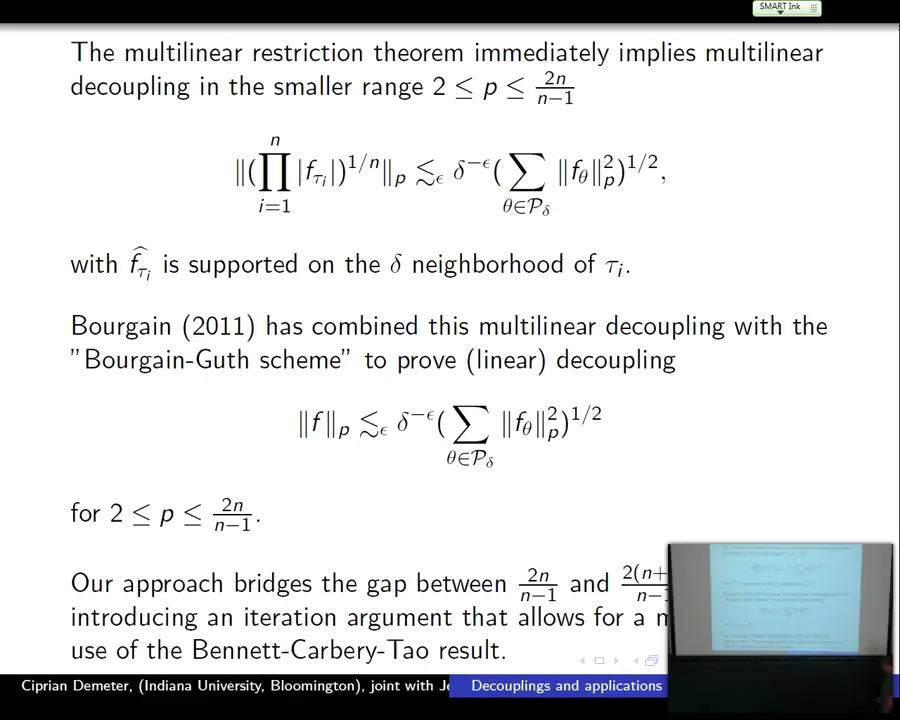 SMART Ink
The multilinear restriction theorem immediately implies multilinear
decoupling in the smaller range 2 ≤ p ≤ \frac{2n}{n−1}
‖(∏_{i=1}^{n} |f_{τ_i}|)^{1/n}‖_p ≲_ϵ δ^{−ϵ}(∑_{θ∈𝒫_δ} ‖f_θ‖_p^2)^{1/2},
with \widehat{f_{τ_i}} is supported on the δ neighborhood of τ_i.
Bourgain (2011) has combined this multilinear decoupling with the
"Bourgain-Guth scheme" to prove (linear) decoupling
‖f‖_p ≲_ϵ δ^{−ϵ}(∑_{θ∈𝒫_δ} ‖f_θ‖_p^2)^{1/2}
for 2 ≤ p ≤ \frac{2n}{n−1}.
Our approach bridges the gap between \frac{2n}{n−1} and
introducing an iteration argument that allows for a
use of the Bennett-Carbery-Tao result.
Ciprian Demeter, (Indiana University, Bloomington), joint with Decouplings and applications